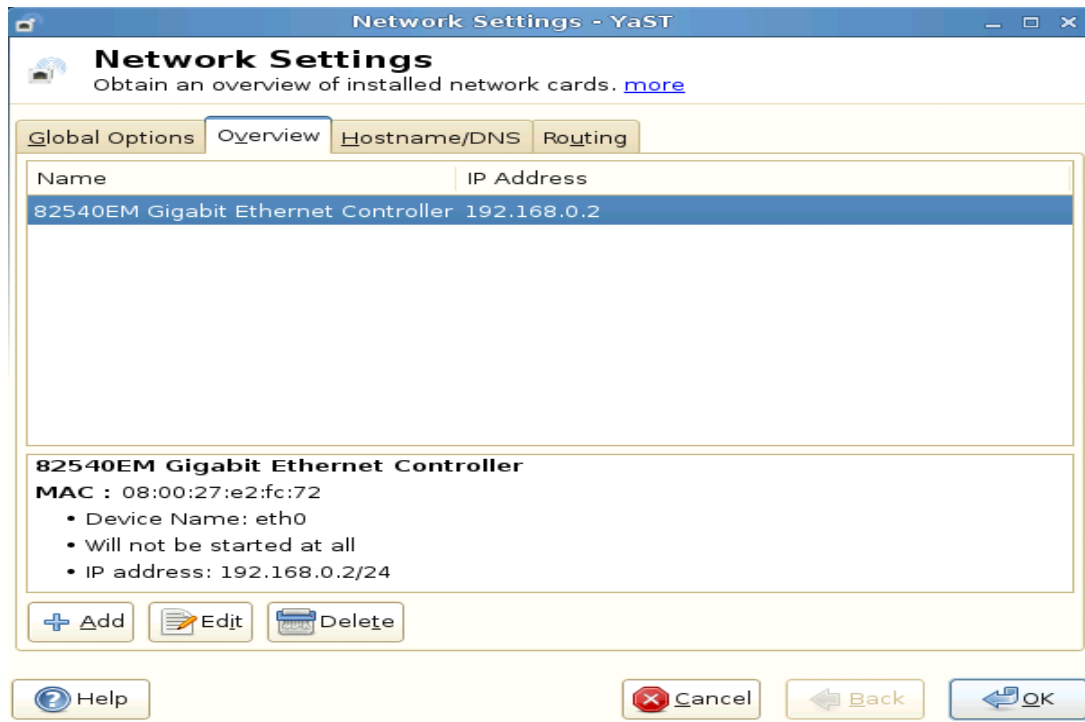 Network Settings - YaST
Network Settings
Obtain an overview of installed network cards. more
Global Options Overview Hostname/DNS Routing
Name IP Address
82540EM Gigabit Ethernet Controller 192.168.0.2
82540EM Gigabit Ethernet Controller
MAC : 08:00:27:e2:fc:72
• Device Name: eth0
• Will not be started at all
• IP address: 192.168.0.2/24
Add Edit Delete
Help Cancel Back OK